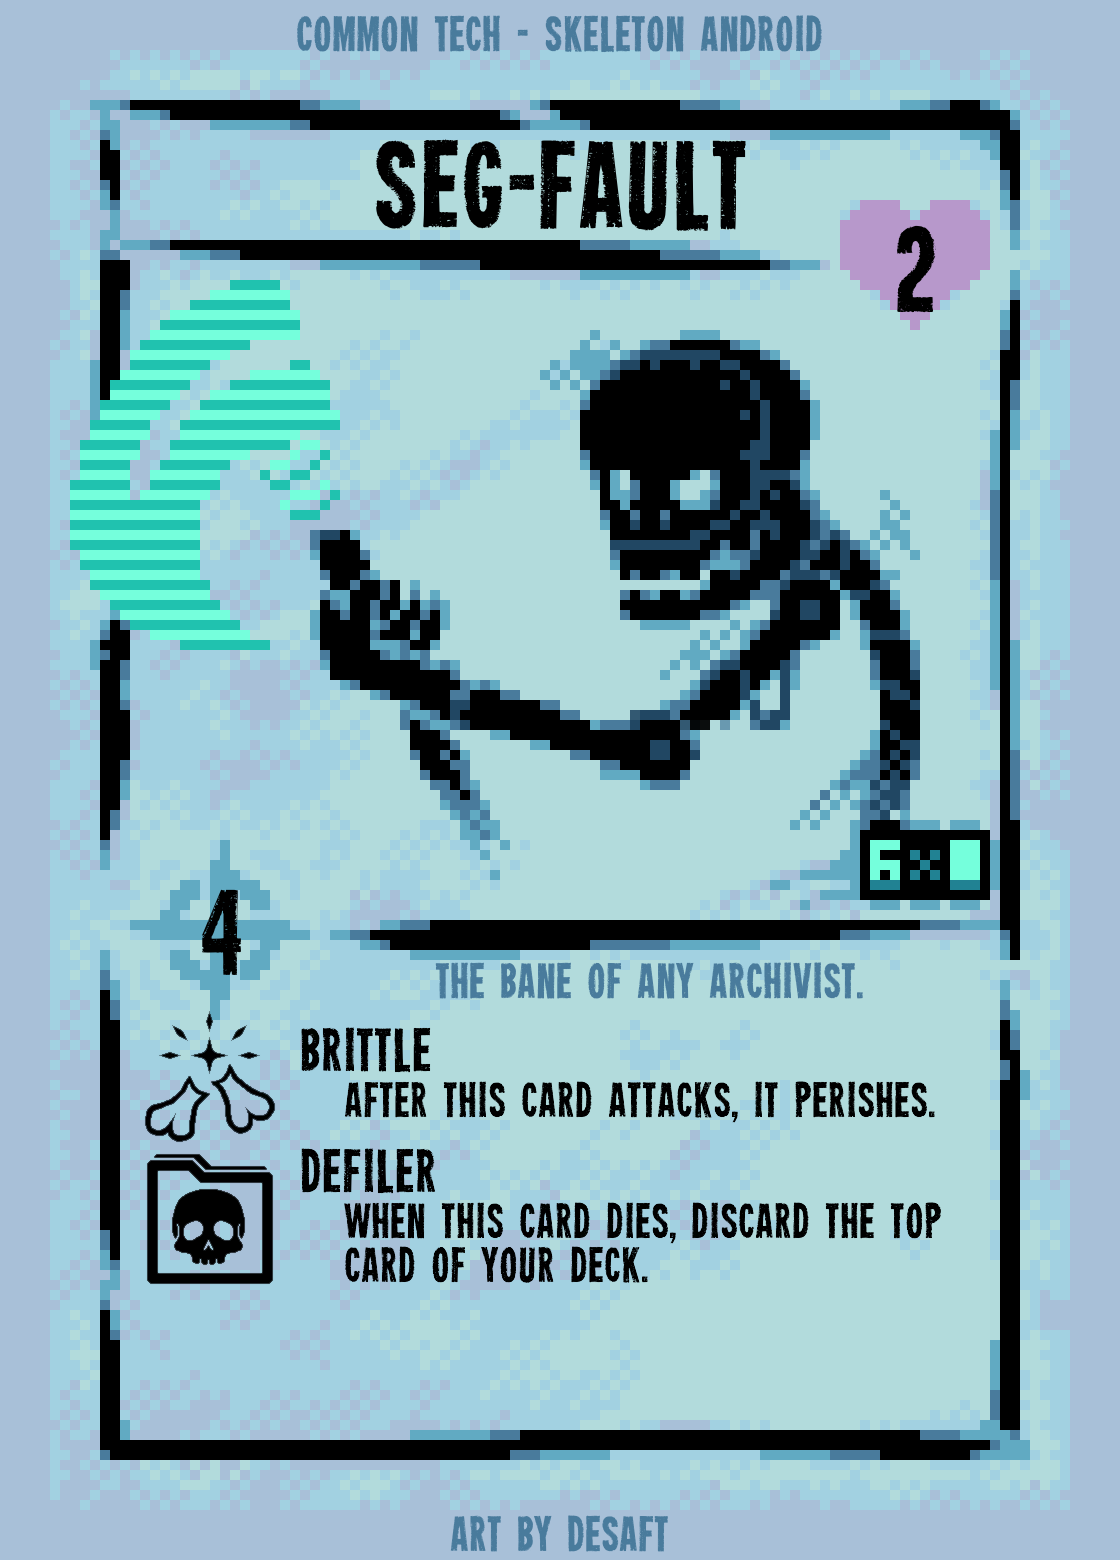 COMMON TECH - SKELETON ANDROID
SEG-FAULT
2
6x
4
THE BANE OF ANY ARCHIVIST.
BRITTLE
AFTER THIS CARD ATTACKS, IT PERISHES.
DEFILER
WHEN THIS CARD DIES, DISCARD THE TOP
CARD OF YOUR DECK.
ART BY DESAFT